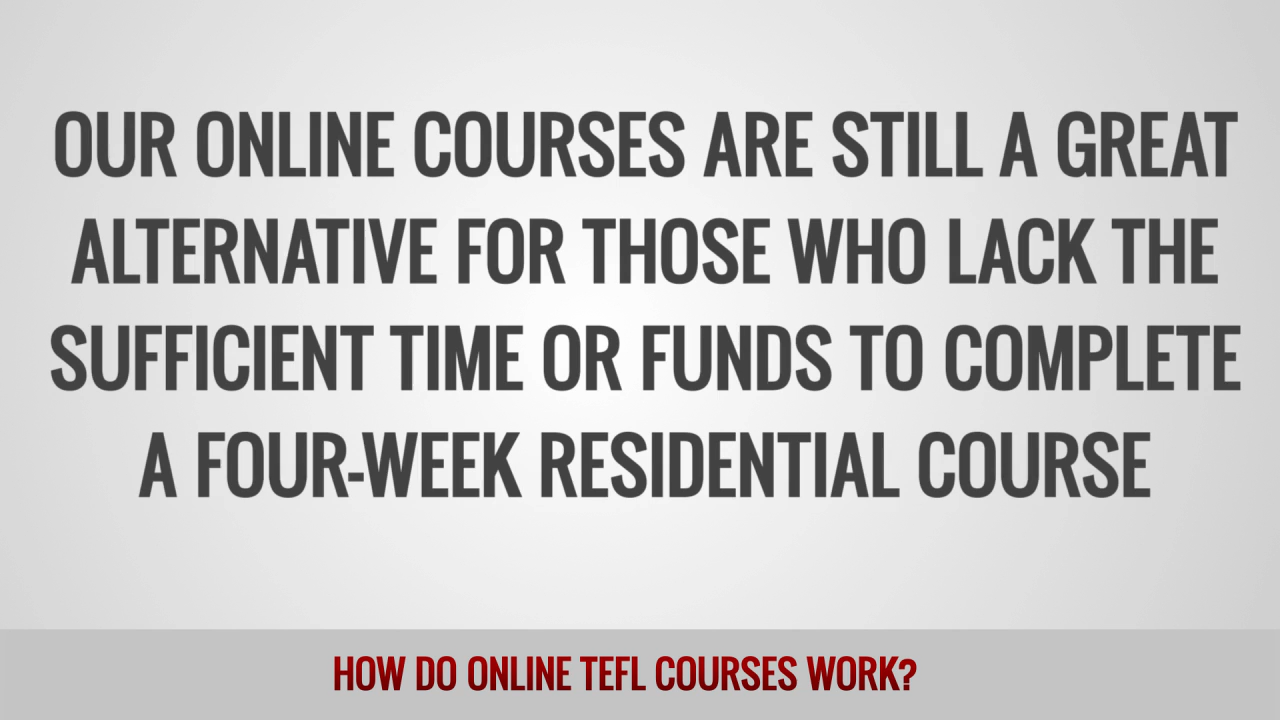 OUR ONLINE COURSES ARE STILL A GREAT
ALTERNATIVE FOR THOSE WHO LACK THE
SUFFICIENT TIME OR FUNDS TO COMPLETE
A FOUR-WEEK RESIDENTIAL COURSE
HOW DO ONLINE TEFL COURSES WORK?